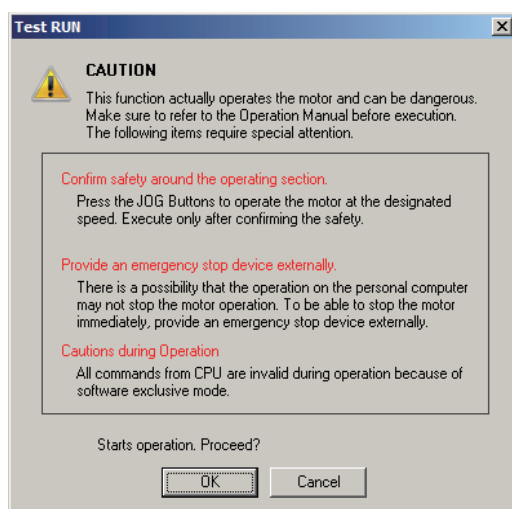 Test RUN
CAUTION
This function actually operates the motor and can be dangerous.
Make sure to refer to the Operation Manual before execution.
The following items require special attention.
Confirm safety around the operating section.
Press the JOG Buttons to operate the motor at the designated
speed. Execute only after confirming the safety.
Provide an emergency stop device externally.
There is a possibility that the operation on the personal computer
may not stop the motor operation. To be able to stop the motor
immediately, provide an emergency stop device externally.
Cautions during Operation
All commands from CPU are invalid during operation because of
software exclusive mode.
Starts operation. Proceed?
OK Cancel